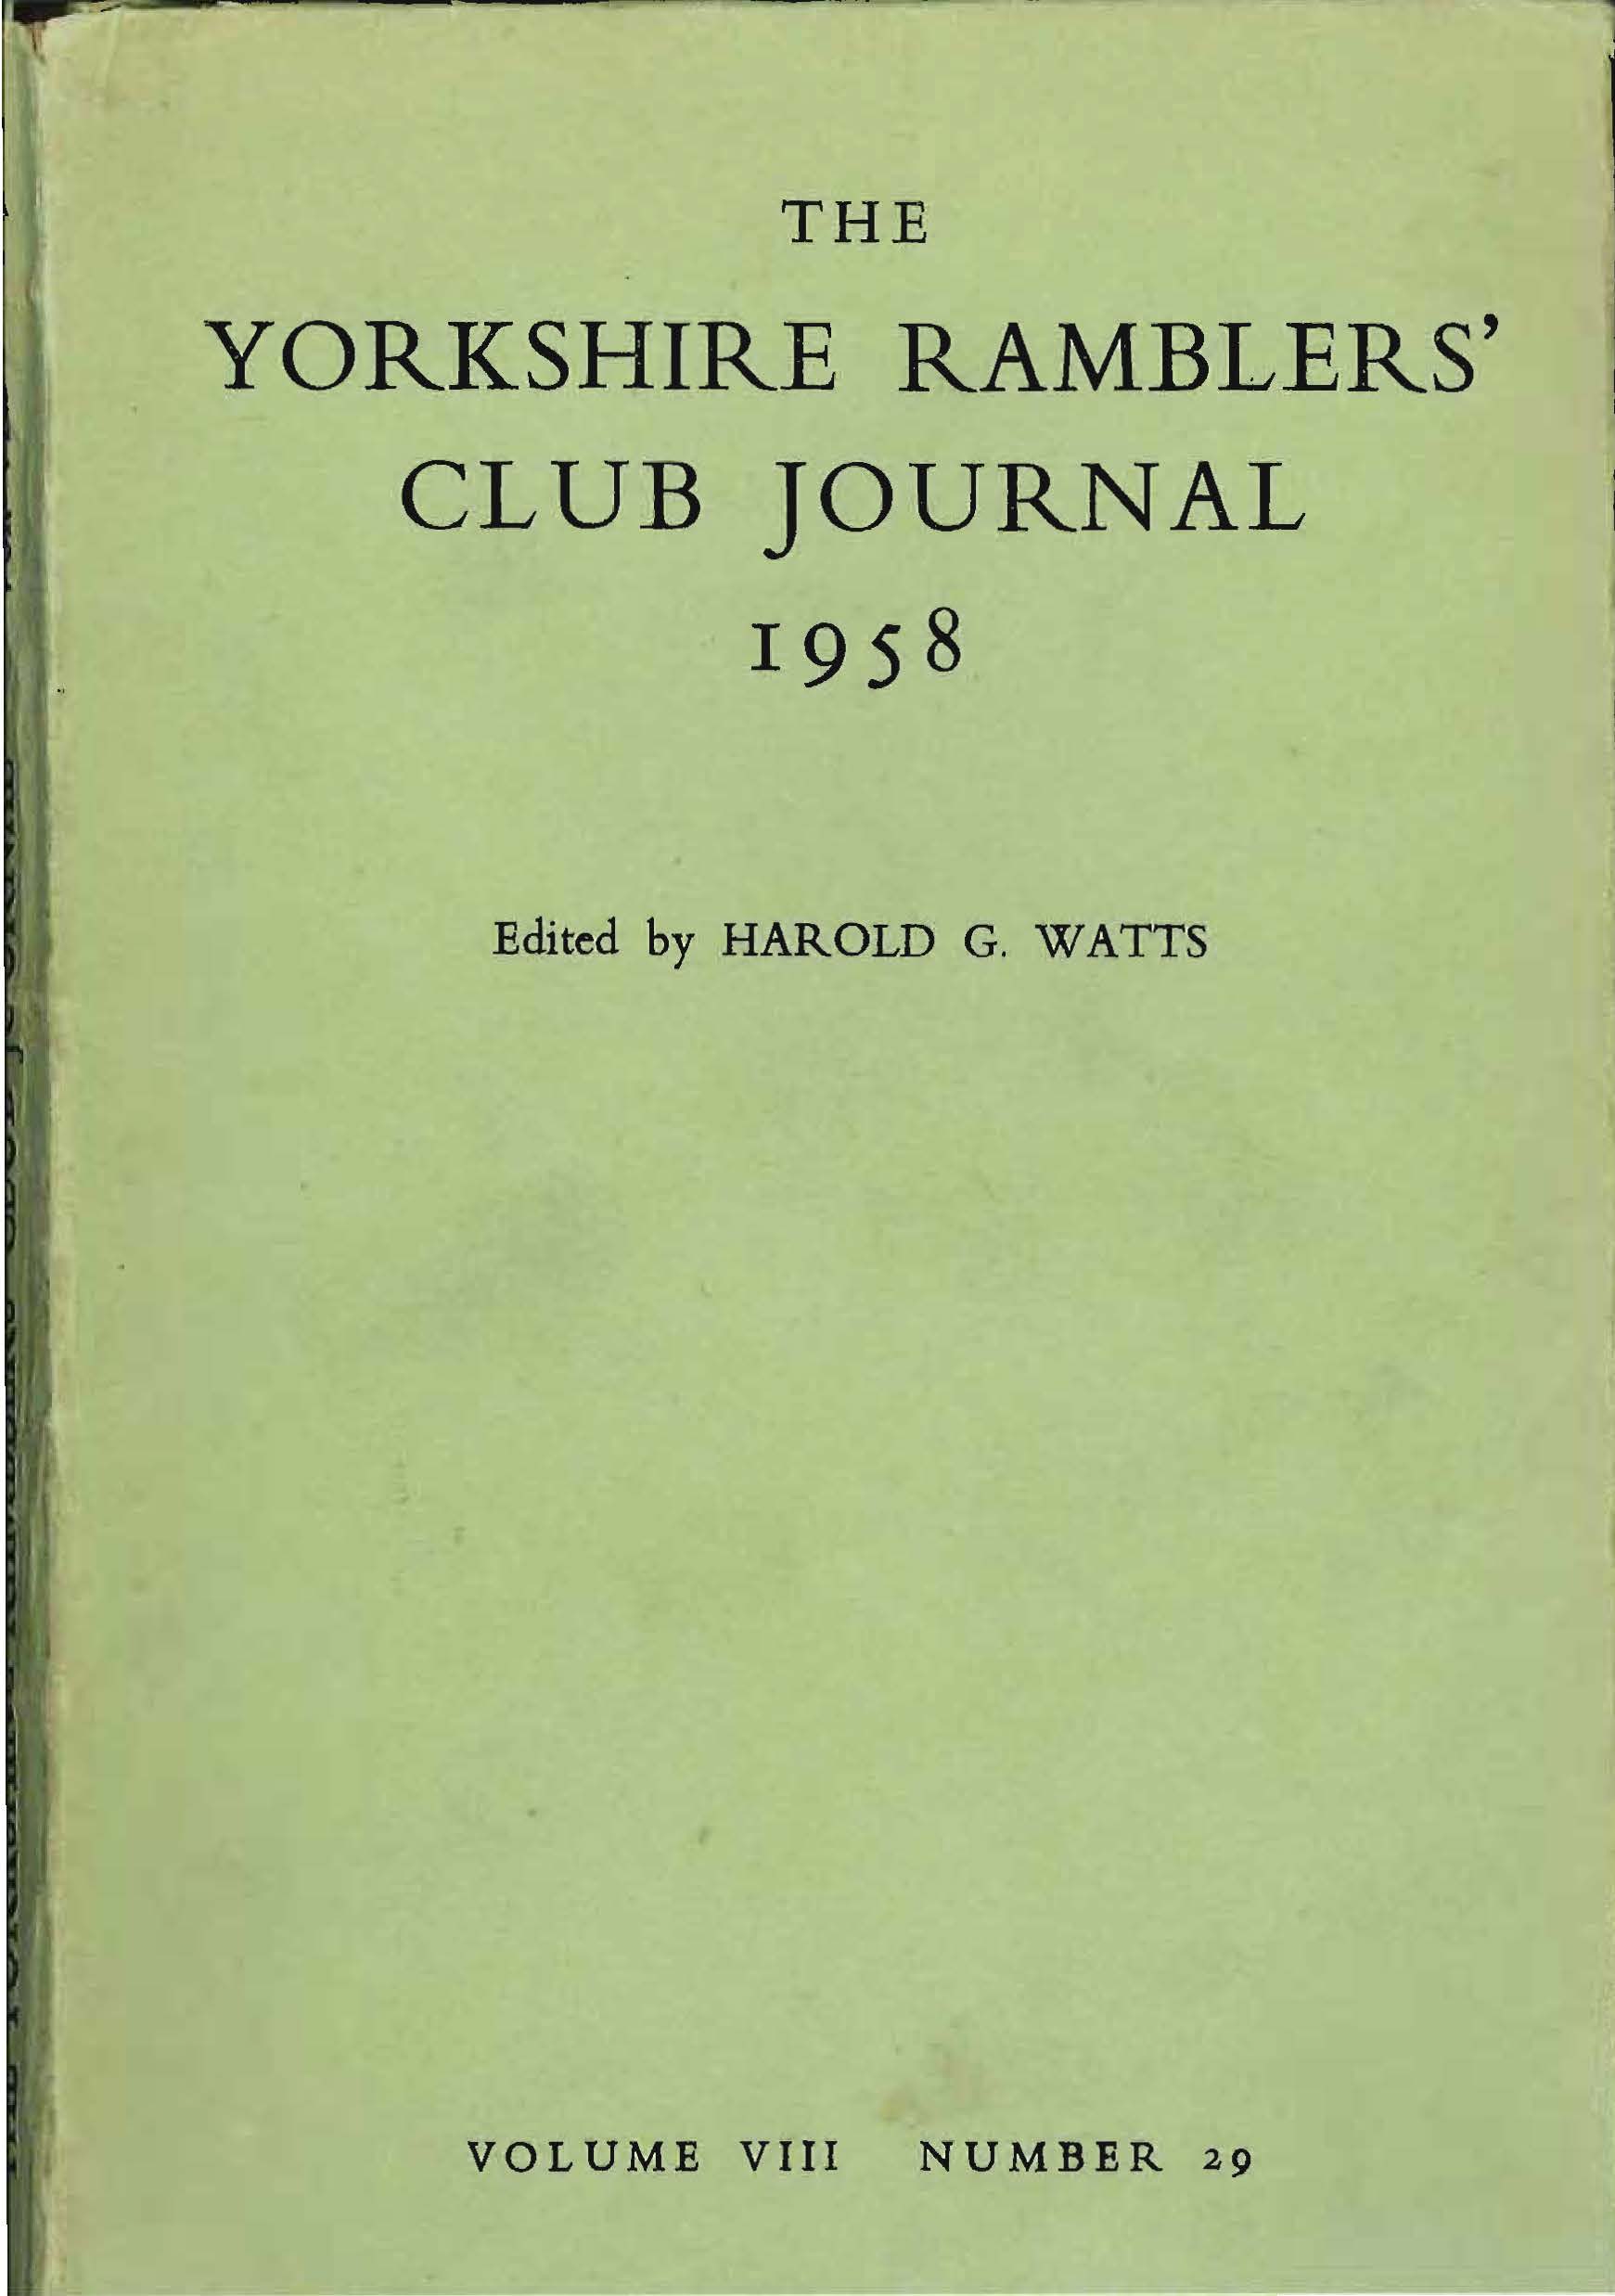 THE
YORKSHIRE RAMBLERS’
CLUB JOURNAL
1958
Edited by HAROLD G. WATTS
VOLUME VIII NUMBER 29